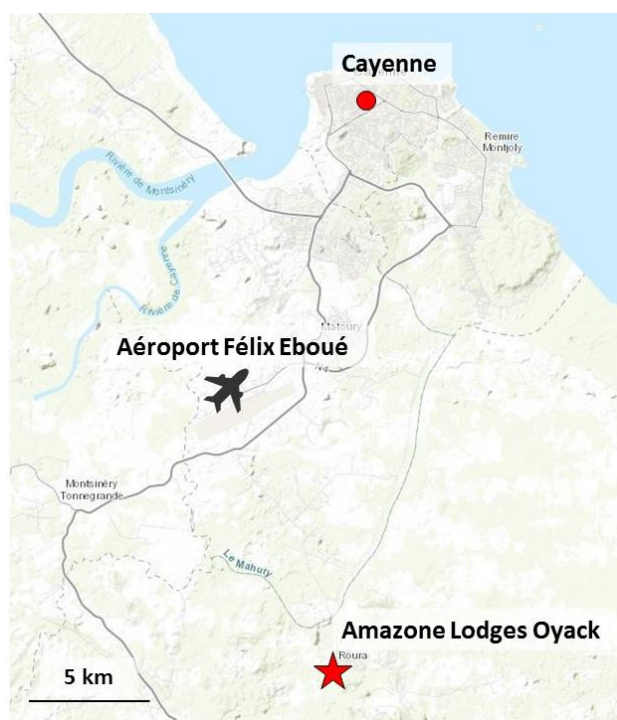 Cayenne
Remire
Montjoly
Rivière de Montsinéry
Rivière de Cayenne
Matoury
Aéroport Félix Eboué
Montsinéry
Tonnegrande
Le Mahury
Amazone Lodges Oyack
Roura
5 km